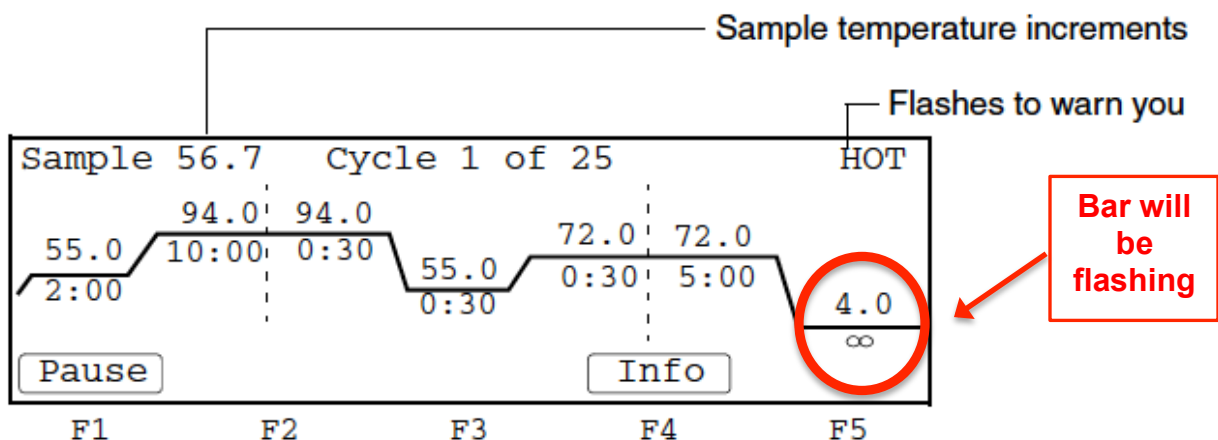 Sample temperature increments
Flashes to warn you
Sample 56.7 Cycle 1 of 25 HOT
94.0 94.0
55.0 10:00 0:30 72.0 72.0
2:00 55.0 0:30 5:00
0:30 4.0
∞
Pause Info
F1 F2 F3 F4 F5
Bar will
be
flashing